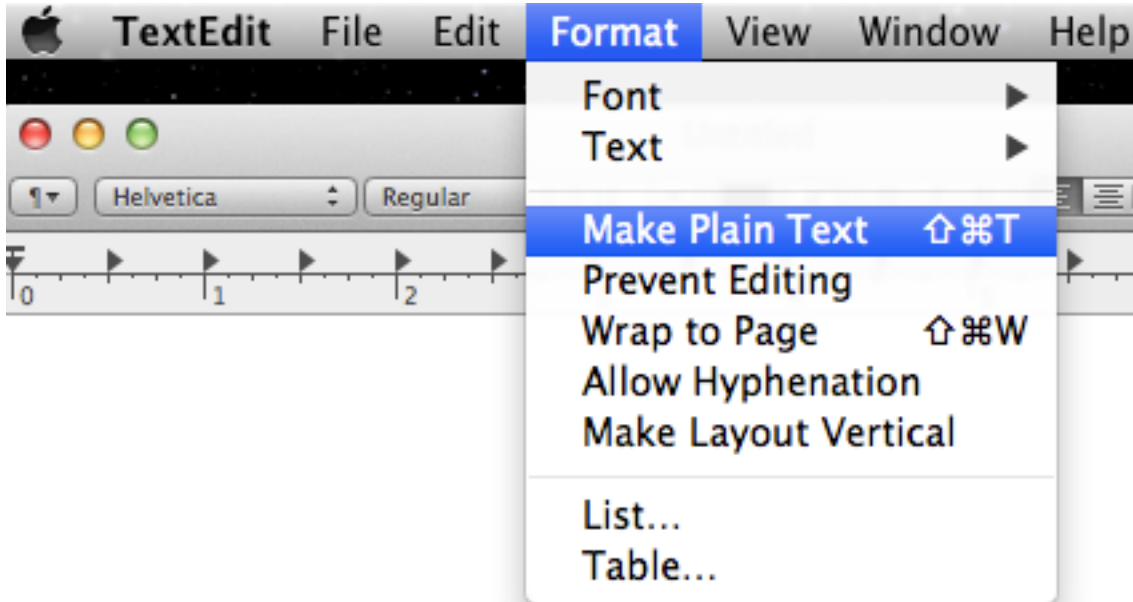 TextEdit File Edit Format View Window Help
Font
Text
Untitled
¶ Helvetica Regular
Make Plain Text ⇧⌘T
0 1 2
Prevent Editing
Wrap to Page ⇧⌘W
Allow Hyphenation
Make Layout Vertical
List...
Table...